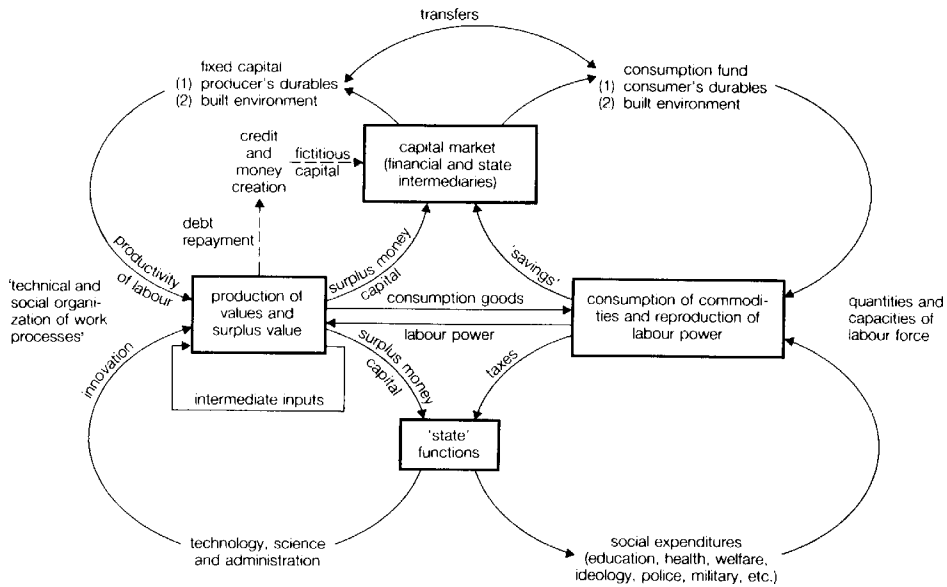 transfers
fixed capital
(1) producer's durables
(2) built environment
consumption fund
(1) consumer's durables
(2) built environment
credit
and
money
creation
fictitious
capital
capital market
(financial and state
intermediaries)
debt
repayment
productivity
of labour
surplus money
capital
'savings'
'technical and
social organi-
zation of work
processes'
production of
values and
surplus value
consumption goods
labour power
consumption of commodi-
ties and reproduction of
labour power
quantities and
capacities of
labour force
innovation
intermediate inputs
surplus money
capital
taxes
'state'
functions
technology, science
and administration
social expenditures
(education, health, welfare,
ideology, police, military, etc.)